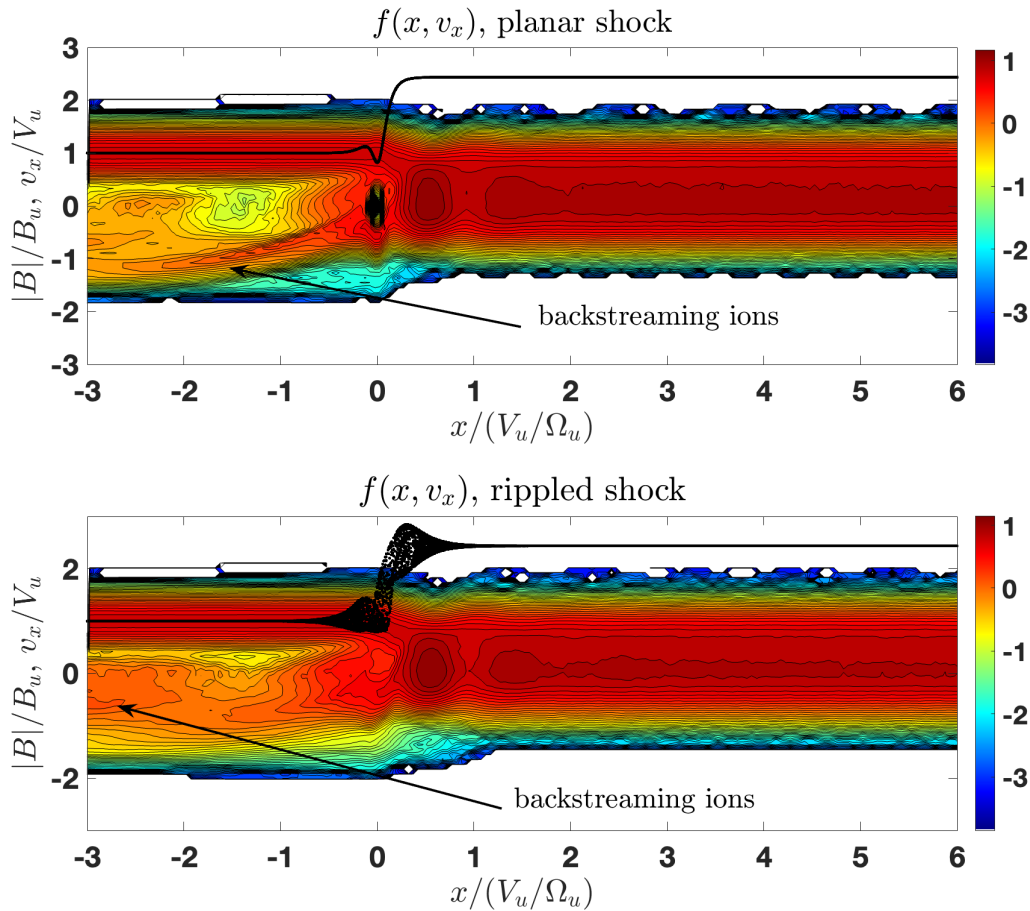 f(x, v_x), planar shock
|B|/B_u, v_x/V_u
3
2
1
0
-1
-2
-3
backstreaming ions
-3 -2 -1 0 1 2 3 4 5 6
x/(V_u/Ω_u)
1
0
-1
-2
-3
f(x, v_x), rippled shock
|B|/B_u, v_x/V_u
2
0
-2
backstreaming ions
-3 -2 -1 0 1 2 3 4 5 6
x/(V_u/Ω_u)
1
0
-1
-2
-3